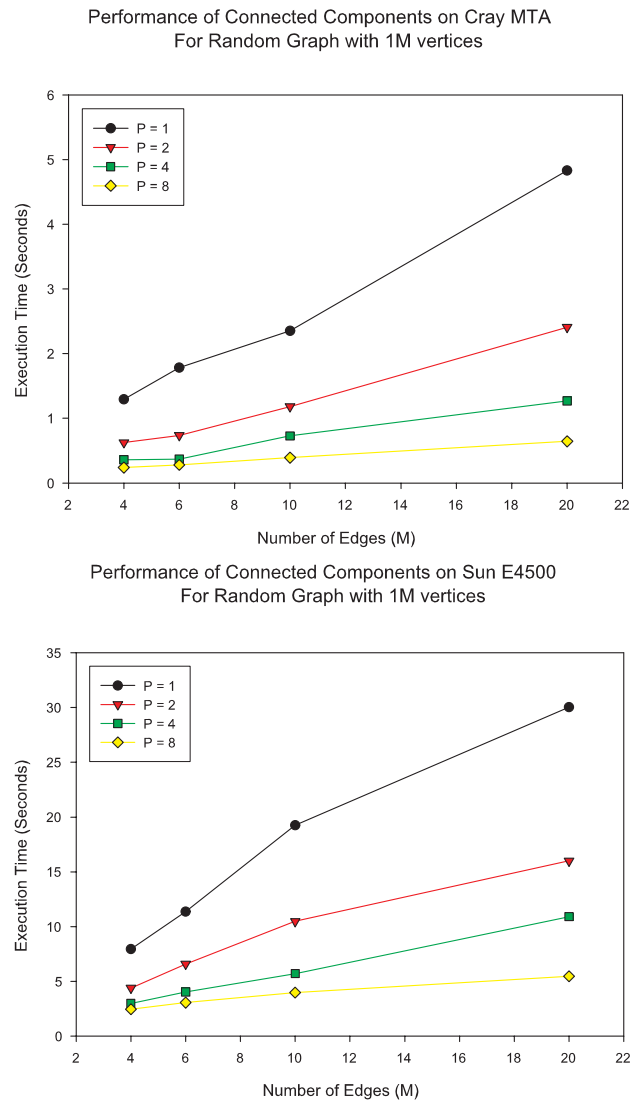 Performance of Connected Components on Cray MTA
For Random Graph with 1M vertices
6
5
4
3
2
1
0
Execution Time (Seconds)
P = 1
P = 2
P = 4
P = 8
2 4 6 8 10 12 14 16 18 20 22
Number of Edges (M)
Performance of Connected Components on Sun E4500
For Random Graph with 1M vertices
35
30
25
20
15
10
5
0
Execution Time (Seconds)
P = 1
P = 2
P = 4
P = 8
2 4 6 8 10 12 14 16 18 20 22
Number of Edges (M)